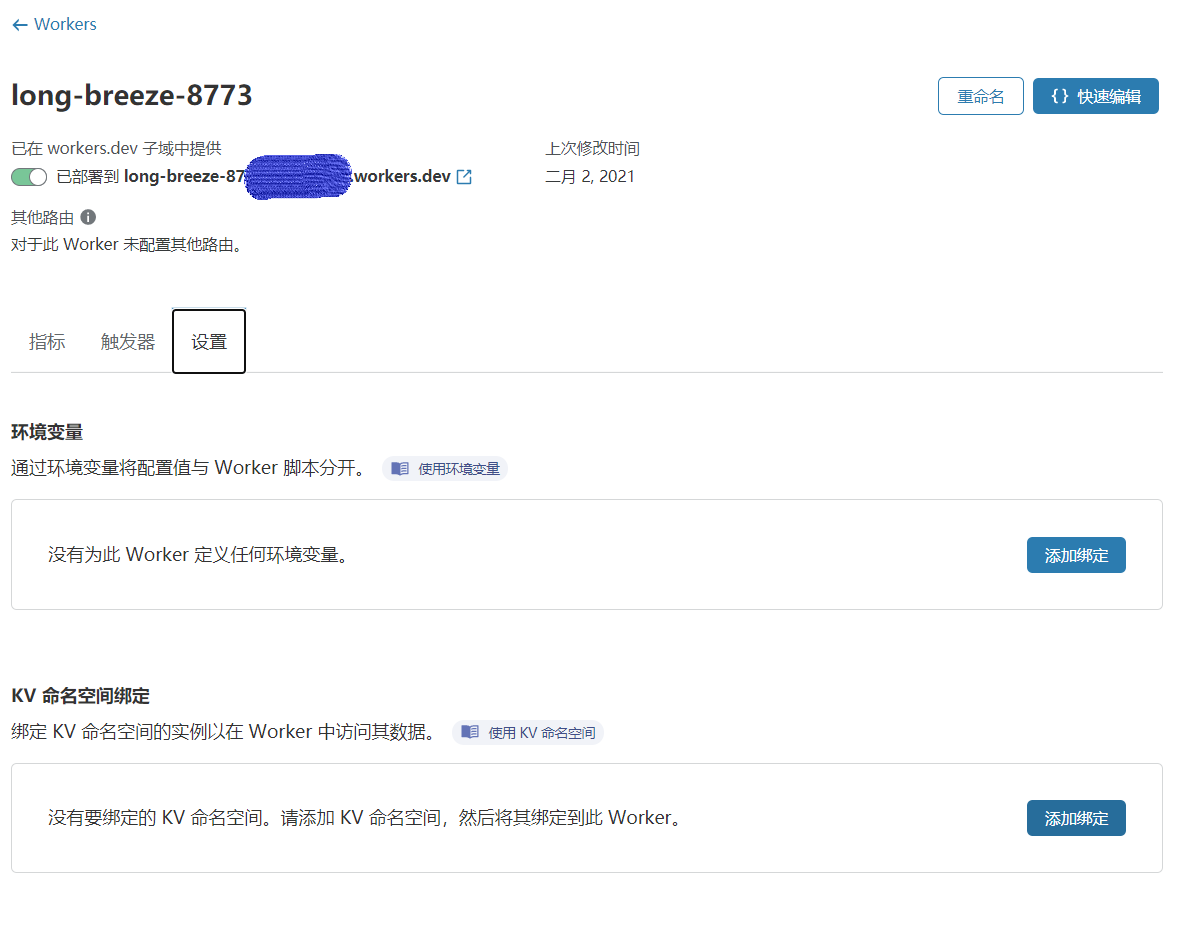 ← Workers
long-breeze-8773
重命名
{} 快速编辑
已在 workers.dev 子域中提供
上次修改时间
已部署到 long-breeze-87 .workers.dev
二月 2, 2021
其他路由
对于此 Worker 未配置其他路由。
指标
触发器
设置
环境变量
通过环境变量将配置值与 Worker 脚本分开。 使用环境变量
没有为此 Worker 定义任何环境变量。
添加绑定
KV 命名空间绑定
绑定 KV 命名空间的实例以在 Worker 中访问其数据。 使用 KV 命名空间
没有要绑定的 KV 命名空间。请添加 KV 命名空间，然后将其绑定到此 Worker。
添加绑定